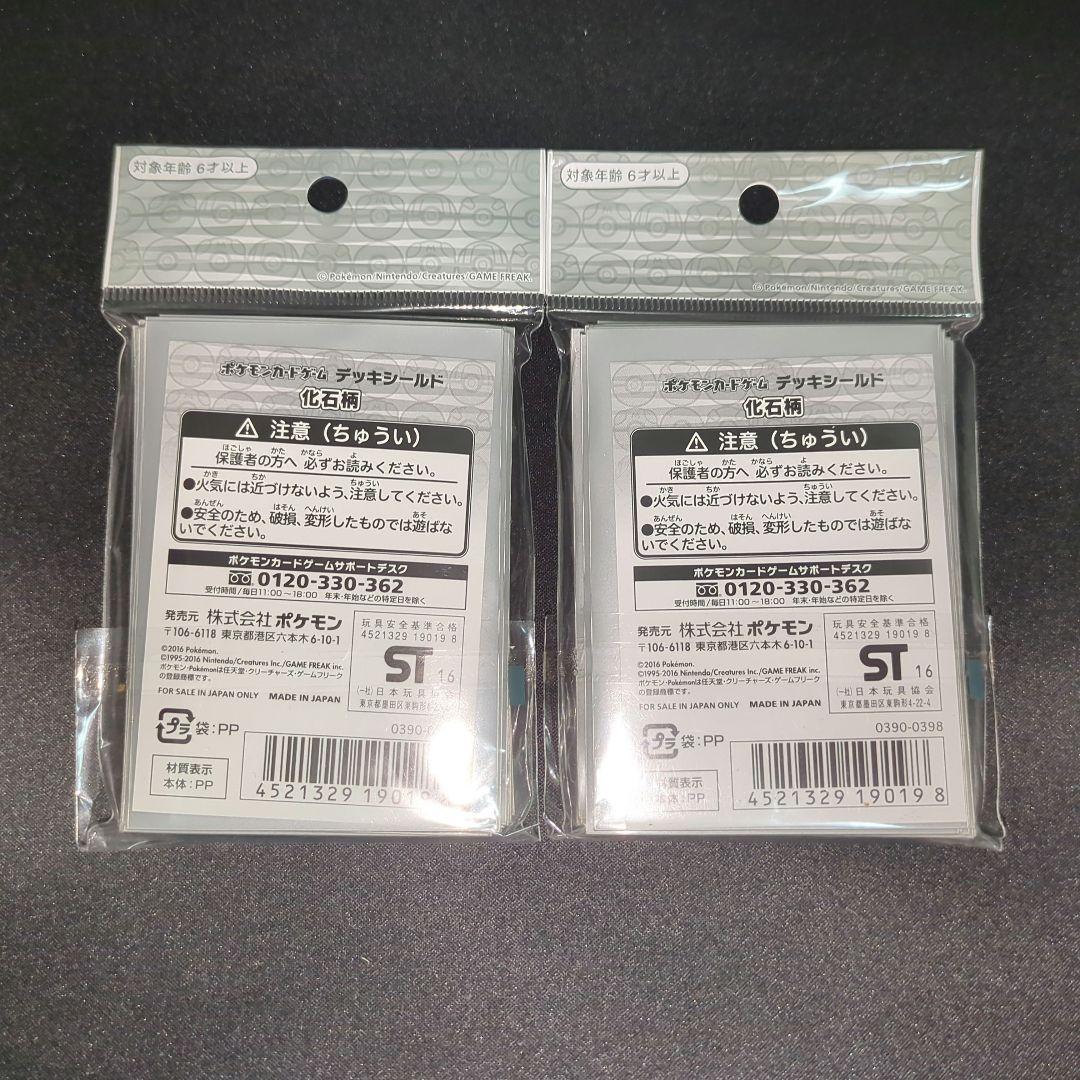 対象年齢 6才以上
© Pokémon/Nintendo/Creatures/GAME FREAK.
ポケモンカードゲーム デッキシールド
化石柄
⚠ 注意（ちゅうい）
保護者の方へ 必ずお読みください。
●火気には近づけないよう、注意してください。
●安全のため、破損、変形したものでは遊ばな
いでください。
ポケモンカードゲームサポートデスク
0120-330-362
受付時間/毎日11:00～18:00 年末・年始などの特定日を除く
発売元 株式会社ポケモン
〒106-6118 東京都港区六本木6-10-1
©2016 Pokémon.
©1995-2016 Nintendo/Creatures Inc./GAME FREAK inc.
ポケモン・Pokémonは任天堂・クリーチャーズ・ゲームフリーク
の登録商標です。
FOR SALE IN JAPAN ONLY MADE IN JAPAN
玩具安全基準合格
4521329 19019 8
ST 16
(一社)日本玩具協会
東京都墨田区東駒形4-2
0390-0
プラ 袋:PP
材質表示
本体:PP
4521329 19019
対象年齢 6才以上
© Pokémon/Nintendo/Creatures/GAME FREAK.
ポケモンカードゲーム デッキシールド
化石柄
⚠ 注意（ちゅうい）
保護者の方へ 必ずお読みください。
●火気には近づけないよう、注意してください。
●安全のため、破損、変形したものでは遊ばな
いでください。
ポケモンカードゲームサポートデスク
0120-330-362
受付時間/毎日11:00～18:00 年末・年始などの特定日を除く
発売元 株式会社ポケモン
〒106-6118 東京都港区六本木6-10-1
©2016 Pokémon.
©1995-2016 Nintendo/Creatures Inc./GAME FREAK inc.
ポケモン・Pokémonは任天堂・クリーチャーズ・ゲームフリーク
の登録商標です。
FOR SALE IN JAPAN ONLY MADE IN JAPAN
玩具安全基準合格
4521329 19019 8
ST 16
(一社)日本玩具協会
東京都墨田区東駒形4-22-4
0390-0398
プラ 袋:PP
材質表示
本体:PP
4521329 19019 8